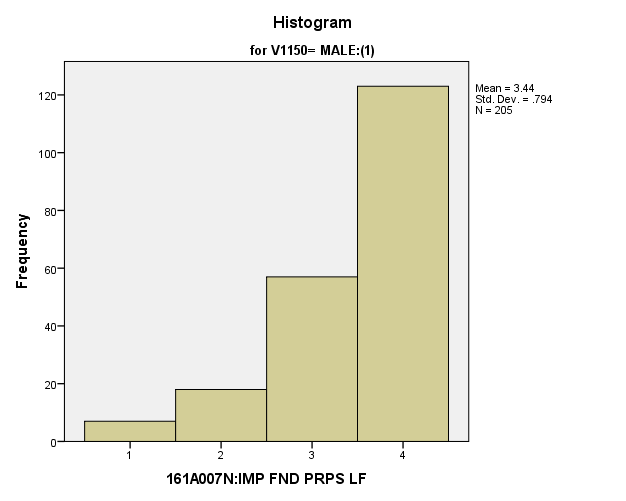 Histogram
for V1150= MALE:(1)
Mean = 3.44
Std. Dev. = .794
N = 205
Frequency
120
100
80
60
40
20
0
1 2 3 4
161A007N:IMP FND PRPS LF